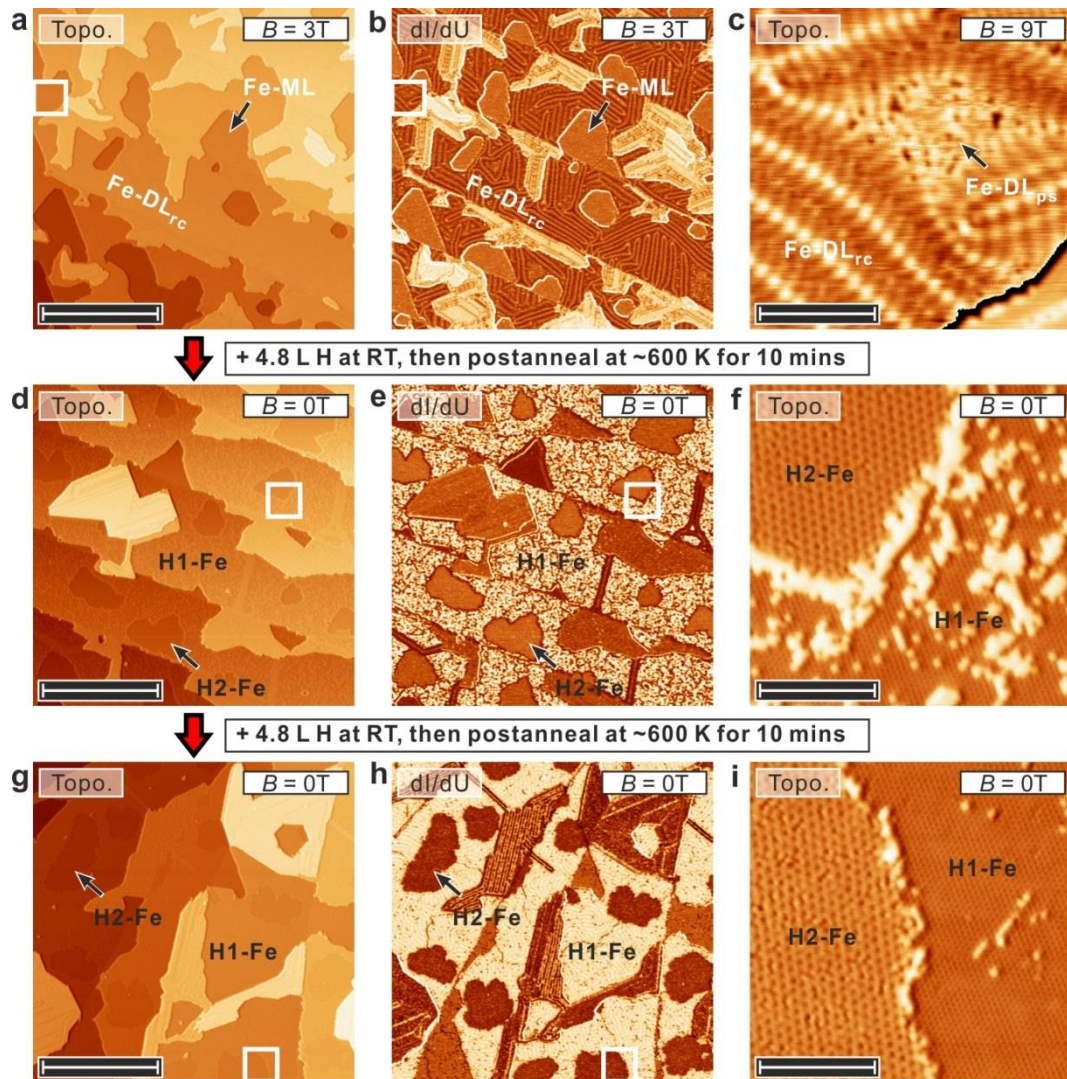 a Topo. B = 3T
Fe-ML
Fe-DLrc
b dI/dU B = 3T
Fe-ML
Fe-DLrc
c Topo. B = 9T
Fe-DLps
Fe-DLrc
+ 4.8 L H at RT, then postanneal at ~600 K for 10 mins
d Topo. B = 0T
H1-Fe
H2-Fe
e dI/dU B = 0T
H1-Fe
H2-Fe
f Topo. B = 0T
H2-Fe
H1-Fe
+ 4.8 L H at RT, then postanneal at ~600 K for 10 mins
g Topo. B = 0T
H2-Fe
H1-Fe
h dI/dU B = 0T
H2-Fe
H1-Fe
i Topo. B = 0T
H1-Fe
H2-Fe